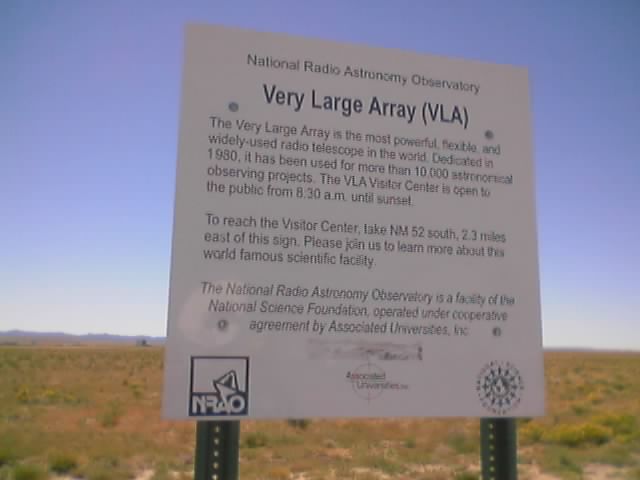 National Radio Astronomy Observatory
Very Large Array (VLA)
The Very Large Array is the most powerful, flexible, and
widely-used radio telescope in the world. Dedicated in
1980, it has been used for more than 10,000 astronomical
observing projects. The VLA Visitor Center is open to
the public from 8:30 a.m. until sunset.
To reach the Visitor Center, take NM 52 south, 2.3 miles
east of this sign. Please join us to learn more about this
world famous scientific facility.
The National Radio Astronomy Observatory is a facility of the
National Science Foundation, operated under cooperative
agreement by Associated Universities, Inc.
NRAO
Associated
Universities, Inc.